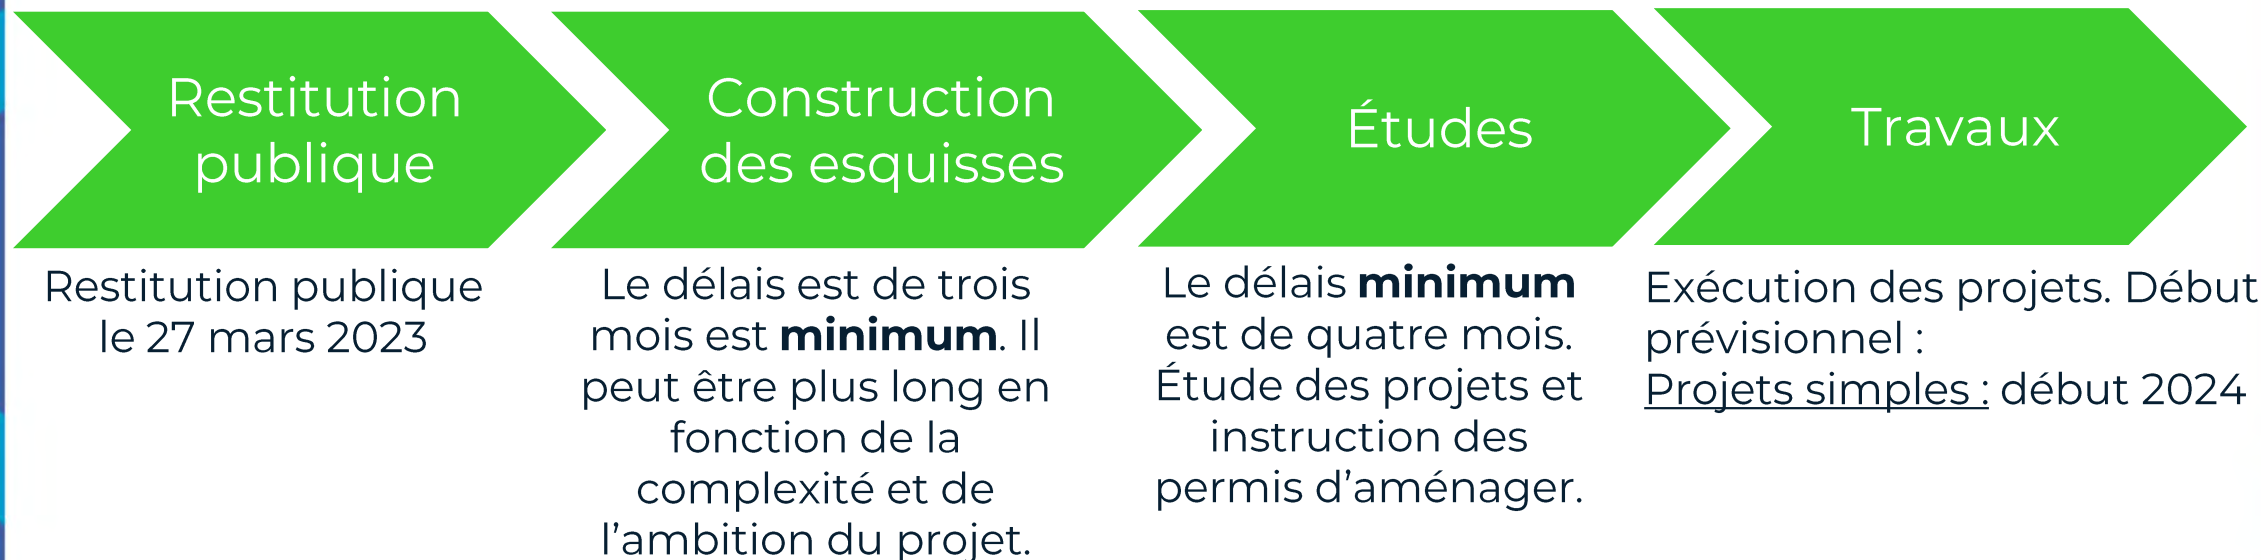 Restitution
publique
Restitution publique
le 27 mars 2023
Construction
des esquisses
Le délais est de trois
mois est minimum. Il
peut être plus long en
fonction de la
complexité et de
l’ambition du projet.
Études
Le délais minimum
est de quatre mois.
Étude des projets et
instruction des
permis d’aménager.
Travaux
Exécution des projets. Début
prévisionnel :
Projets simples : début 2024